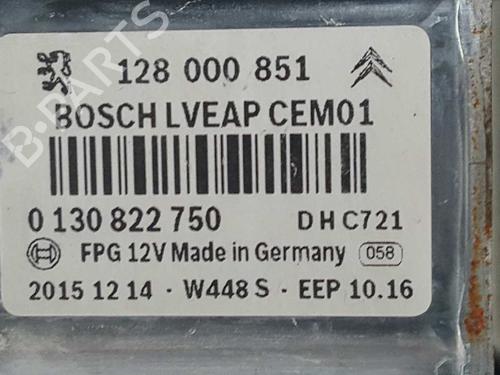 128 000 851
BOSCH LVEAP CEM01
0 130 822 750 DHC721
FPG 12V Made in Germany 058
2015 12 14 - W448 S - EEP 10.16
B-PARTS